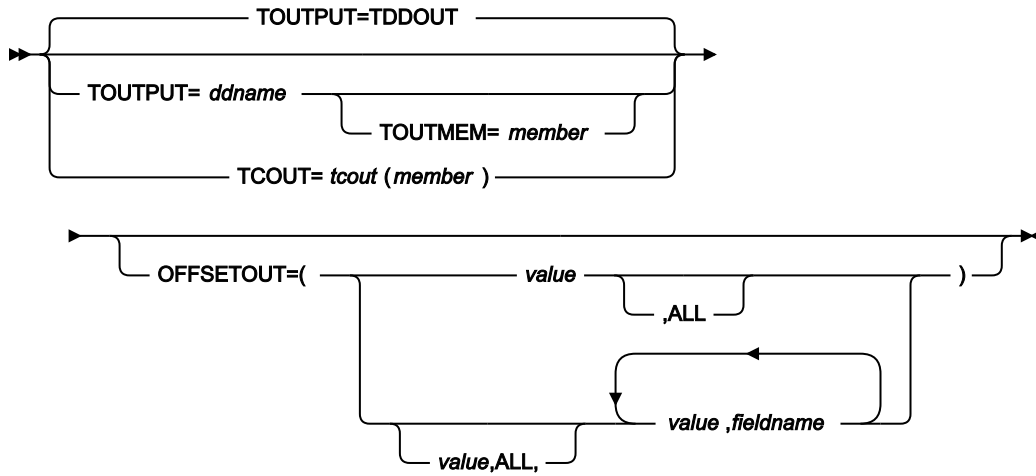 TOUTPUT=TDDOUT
TOUTPUT= ddname
TOUTMEM= member
TCOUT= tcout (member )
OFFSETOUT=( value )
,ALL
value ,fieldname
value,ALL,